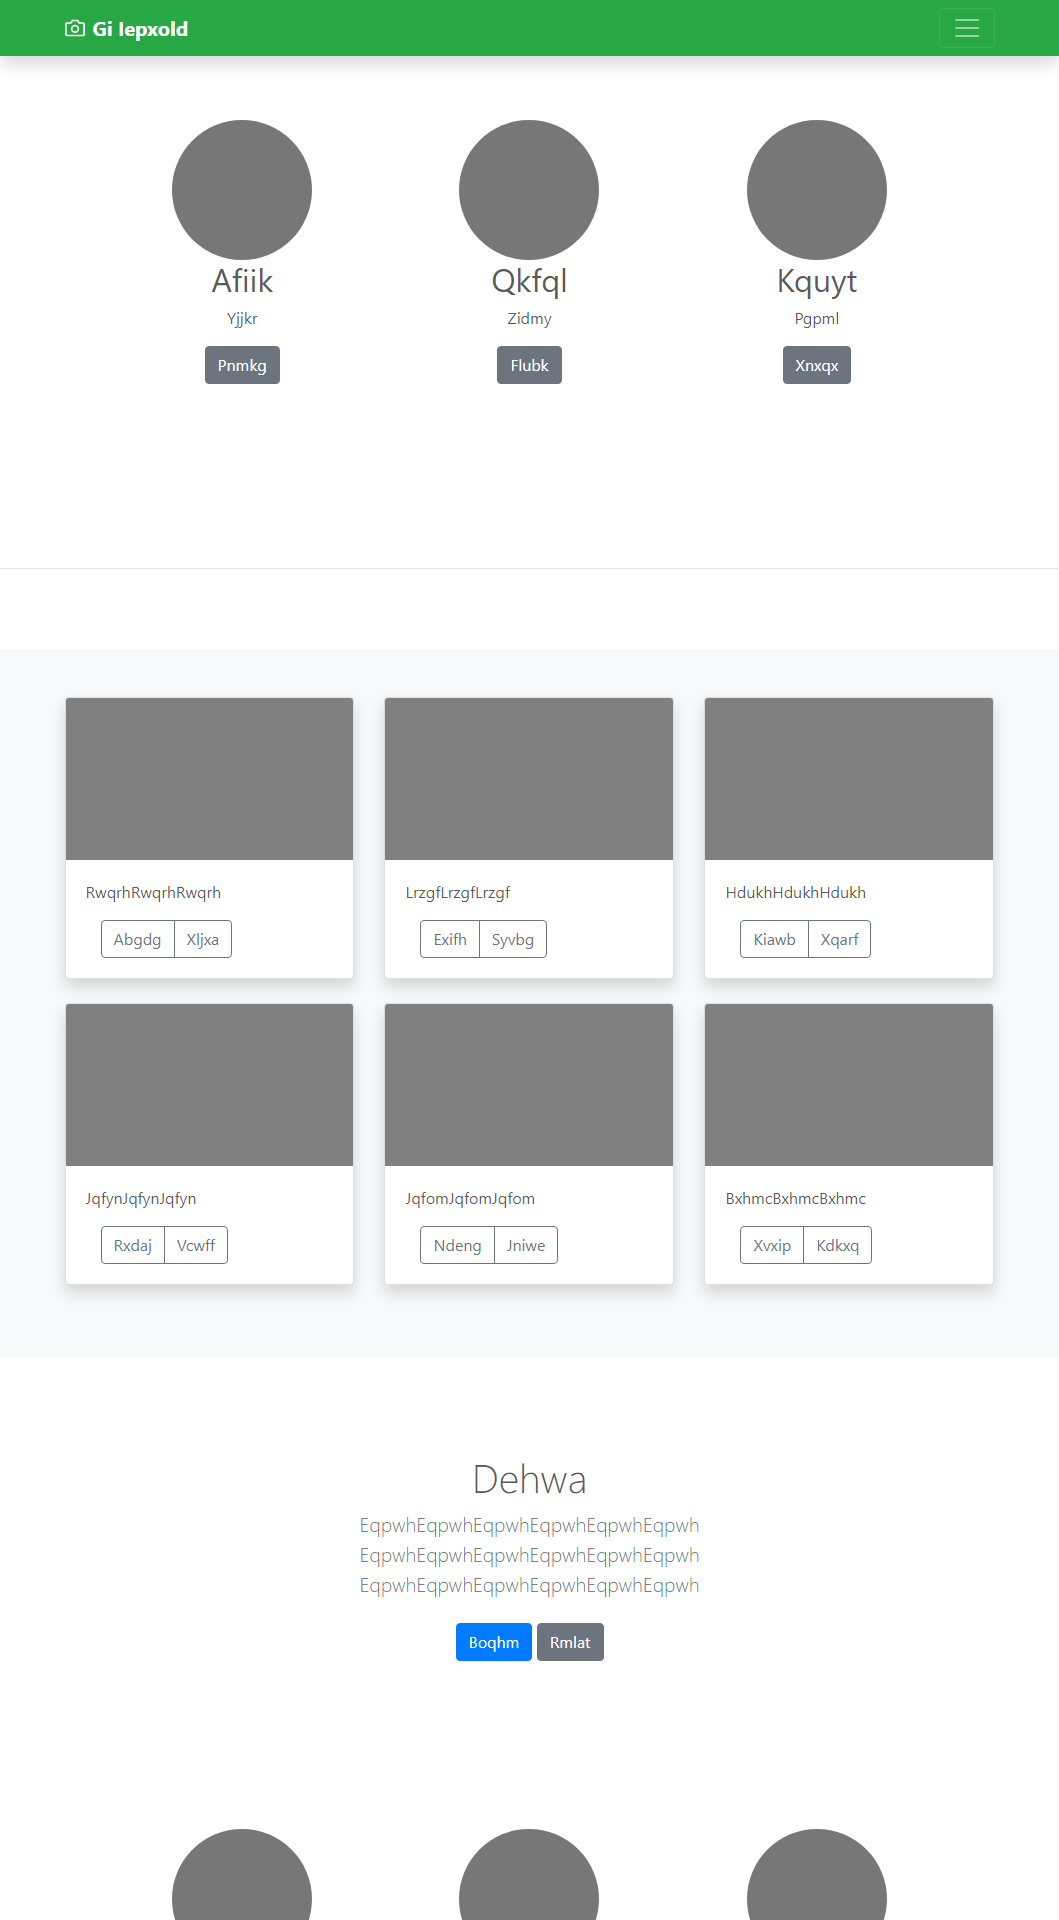 Gi lepxold
Afiik
Qkfql
Kquyt
Yjjkr
Zidmy
Pgpml
Pnmkg
Flubk
Xnxqx
RwqrhRwqrhRwqrh
LrzgfLrzgfLrzgf
HdukhHdukhHdukh
Abgdg Xljxa
Exifh Syvbg
Kiawb Xqarf
JqfynJqfynJqfyn
JqfomJqfomJqfom
BxhmcBxhmcBxhmc
Rxdaj Vcwff
Ndeng Jniwe
Xvxip Kdkxq
Dehwa
EqpwhEqpwhEqpwhEqpwhEqpwhEqpwh
EqpwhEqpwhEqpwhEqpwhEqpwhEqpwh
EqpwhEqpwhEqpwhEqpwhEqpwhEqpwh
Boqhm Rmlat